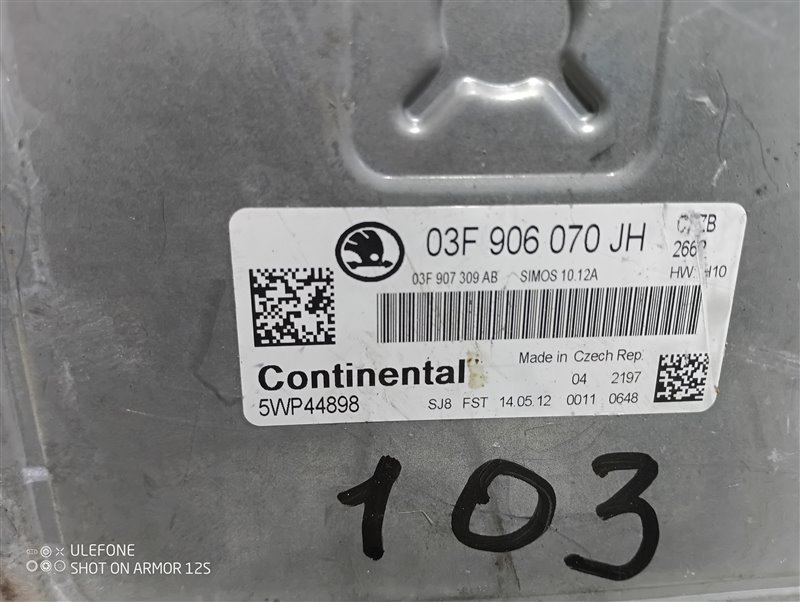 03F 906 070 JH
03F 907 309 AB SIMOS 10.12A
Continental
Made in Czech Rep.
04 2197
5WP44898 SJ8 FST 14.05.12 0011 0648
103
ULEFONE
SHOT ON ARMOR 12S